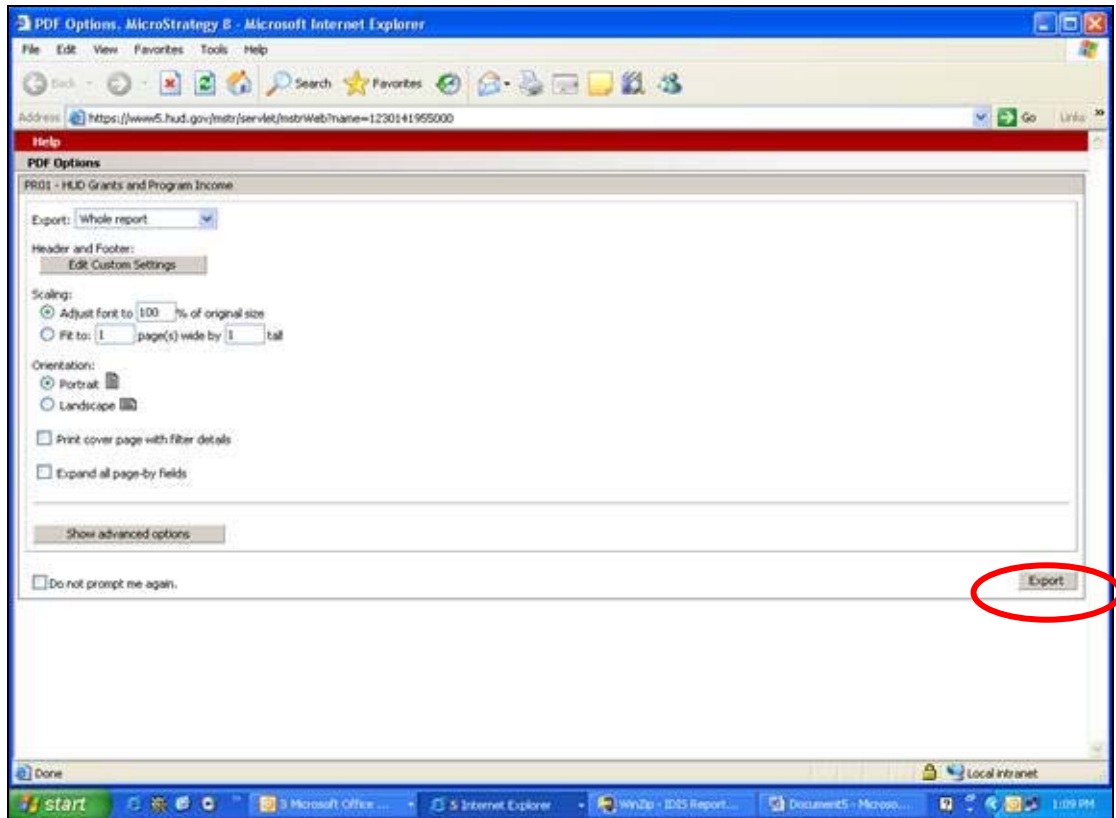 PDF Options. MicroStrategy 8 - Microsoft Internet Explorer
File Edit View Favorites Tools Help
Back Search Favorites
Address https://www5.hud.gov/mstr/servlet/mstrWeb?name=1230141955000 Go Links »
Help
PDF Options
PR01 - HUD Grants and Program Income
Export: Whole report
Header and Footer:
Edit Custom Settings
Scaling:
Adjust font to 100 % of original size
Fit to: 1 page(s) wide by 1 tall
Orientation:
Portrait
Landscape
Print cover page with filter details
Expand all page-by fields
Show advanced options
Do not prompt me again.
Export
Done Local intranet
start 3 Microsoft Office ... 5 Internet Explorer WinZip - IDIS Report... Document5 - Microso... 1:09 PM